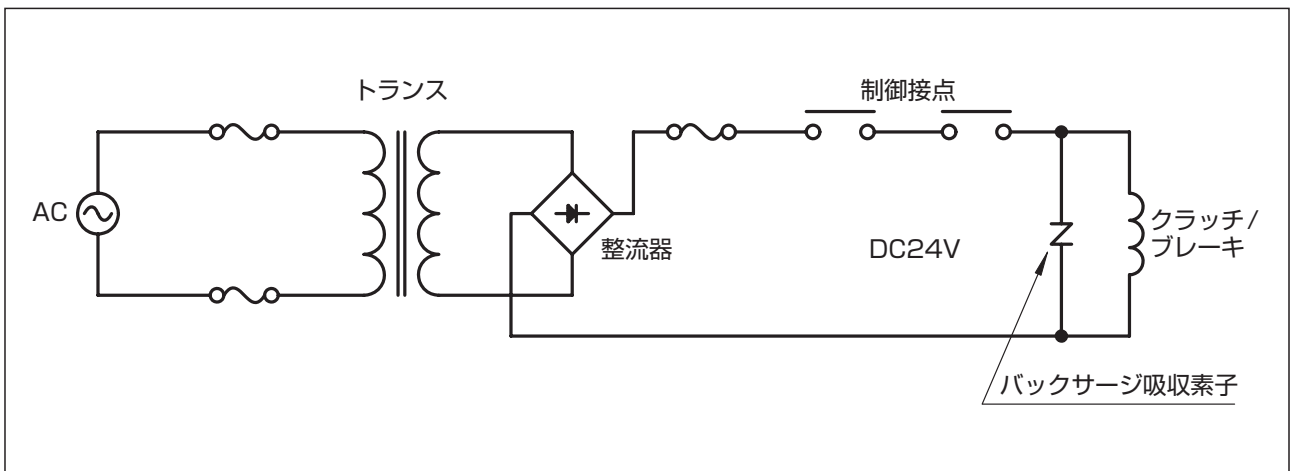 トランス
制御接点
AC
整流器
DC24V
クラッチ/
ブレーキ
バックサージ吸収素子